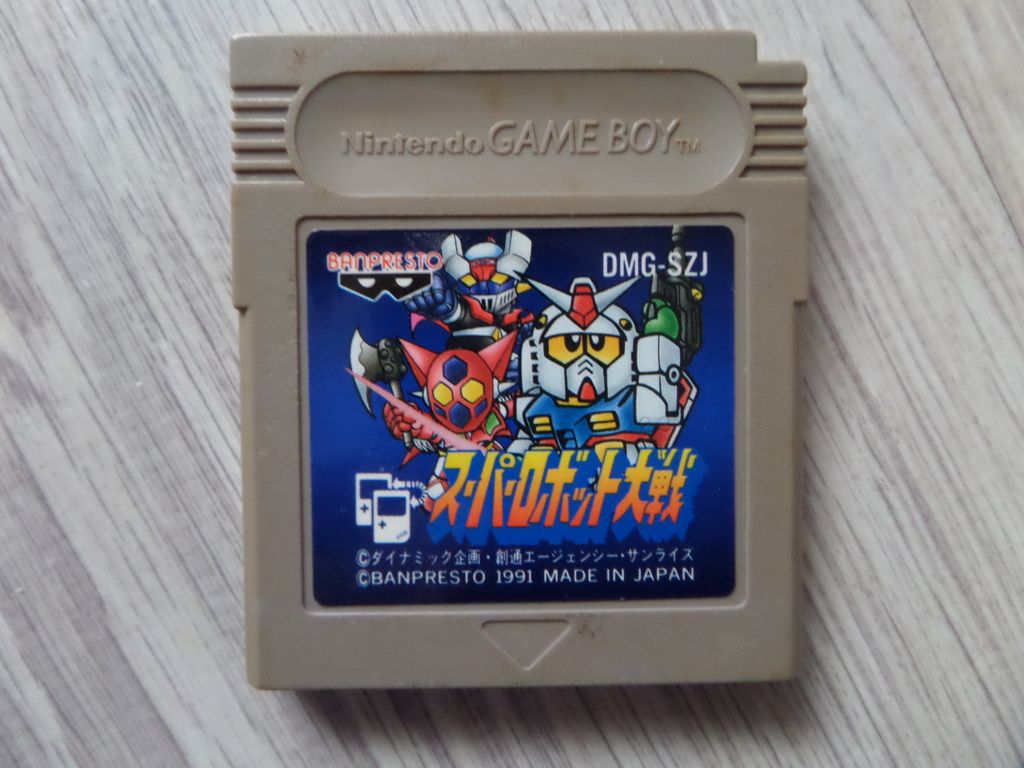 Nintendo GAME BOY™
BANPRESTO
DMG-SZJ
スーパーロボット大戦
©ダイナミック企画・創通エージェンシー・サンライズ
©BANPRESTO 1991 MADE IN JAPAN